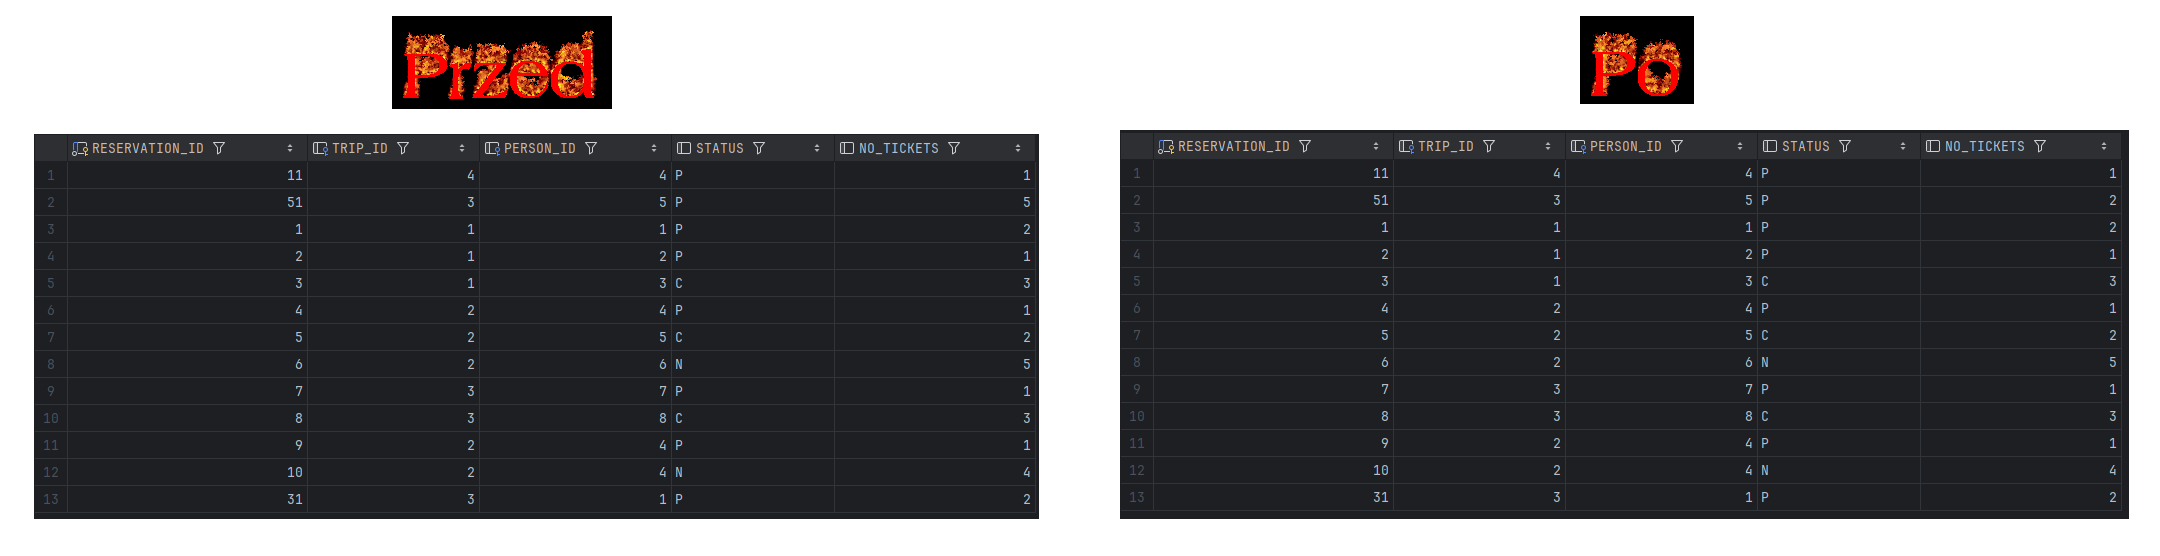 Przed
RESERVATION_ID TRIP_ID PERSON_ID STATUS NO_TICKETS
1 11 4 4 P 1
2 51 3 5 P 5
3 1 1 1 P 2
4 2 1 2 P 1
5 3 1 3 C 3
6 4 2 4 P 1
7 5 2 5 C 2
8 6 2 6 N 5
9 7 3 7 P 1
10 8 3 8 C 3
11 9 2 4 P 1
12 10 2 4 N 4
13 31 3 1 P 2
Po
RESERVATION_ID TRIP_ID PERSON_ID STATUS NO_TICKETS
1 11 4 4 P 1
2 51 3 5 P 2
3 1 1 1 P 2
4 2 1 2 P 1
5 3 1 3 C 3
6 4 2 4 P 1
7 5 2 5 C 2
8 6 2 6 N 5
9 7 3 7 P 1
10 8 3 8 C 3
11 9 2 4 P 1
12 10 2 4 N 4
13 31 3 1 P 2